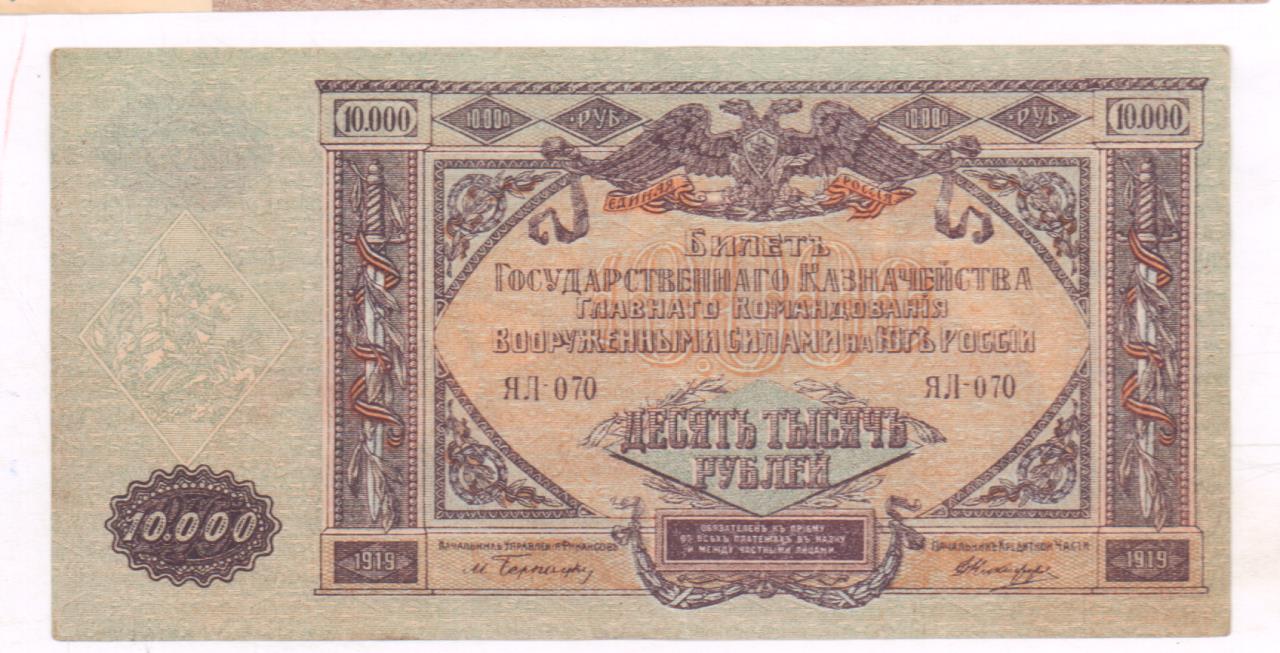 10.000 10.000 РУБ 10.000 РУБ 10.000
ЕДИНАЯ РОССІЯ
БИЛЕТЪ
ГОСУДАРСТВЕННАГО КАЗНАЧЕЙСТВА
ГЛАВНАГО КОМАНДОВАНІЯ
ВООРУЖЕННЫМИ СИЛАМИ НА ЮГѢ РОССІИ
ЯЛ-070 ЯЛ-070
ДЕСЯТЬ ТЫСЯЧЪ
РУБЛЕЙ
10.000
ОБЯЗАТЕЛЕНЪ КЪ ПРІЕМУ
ВО ВСѢХЪ ПЛАТЕЖАХЪ ВЪ КАЗНУ
И МЕЖДУ ЧАСТНЫМИ ЛИЦАМИ.
НАЧАЛЬНИКЪ УПРАВЛЕНІЯ ФИНАНСОВЪ НАЧАЛЬНИКЪ КРЕДИТНОЙ ЧАСТИ
1919 1919